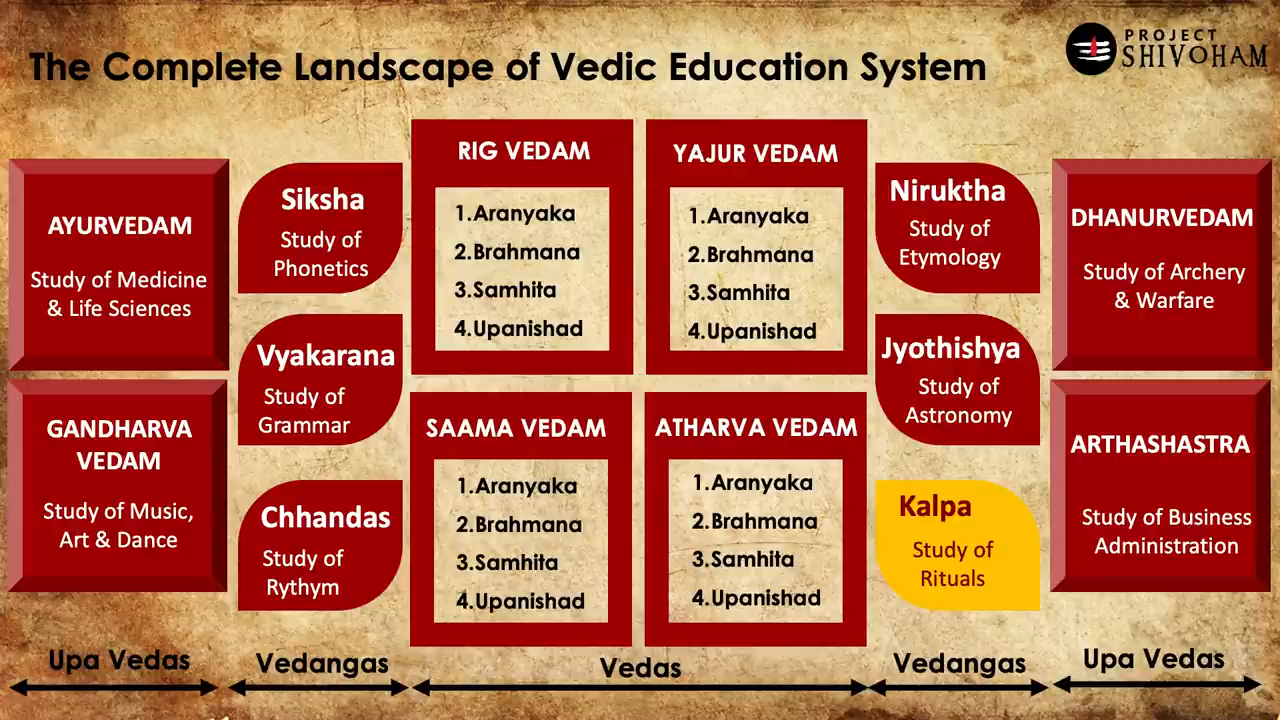 The Complete Landscape of Vedic Education System
PROJECT
SHIVOHAM
AYURVEDAM
Study of Medicine
& Life Sciences
GANDHARVA
VEDAM
Study of Music,
Art & Dance
Siksha
Study of
Phonetics
Vyakarana
Study of
Grammar
Chhandas
Study of
Rythym
RIG VEDAM
1.Aranyaka
2.Brahmana
3.Samhita
4.Upanishad
YAJUR VEDAM
1.Aranyaka
2.Brahmana
3.Samhita
4.Upanishad
SAAMA VEDAM
1.Aranyaka
2.Brahmana
3.Samhita
4.Upanishad
ATHARVA VEDAM
1.Aranyaka
2.Brahmana
3.Samhita
4.Upanishad
Niruktha
Study of
Etymology
Jyothishya
Study of
Astronomy
Kalpa
Study of
Rituals
DHANURVEDAM
Study of Archery
& Warfare
ARTHASHASTRA
Study of Business
Administration
Upa Vedas
Vedangas
Vedas
Vedangas
Upa Vedas